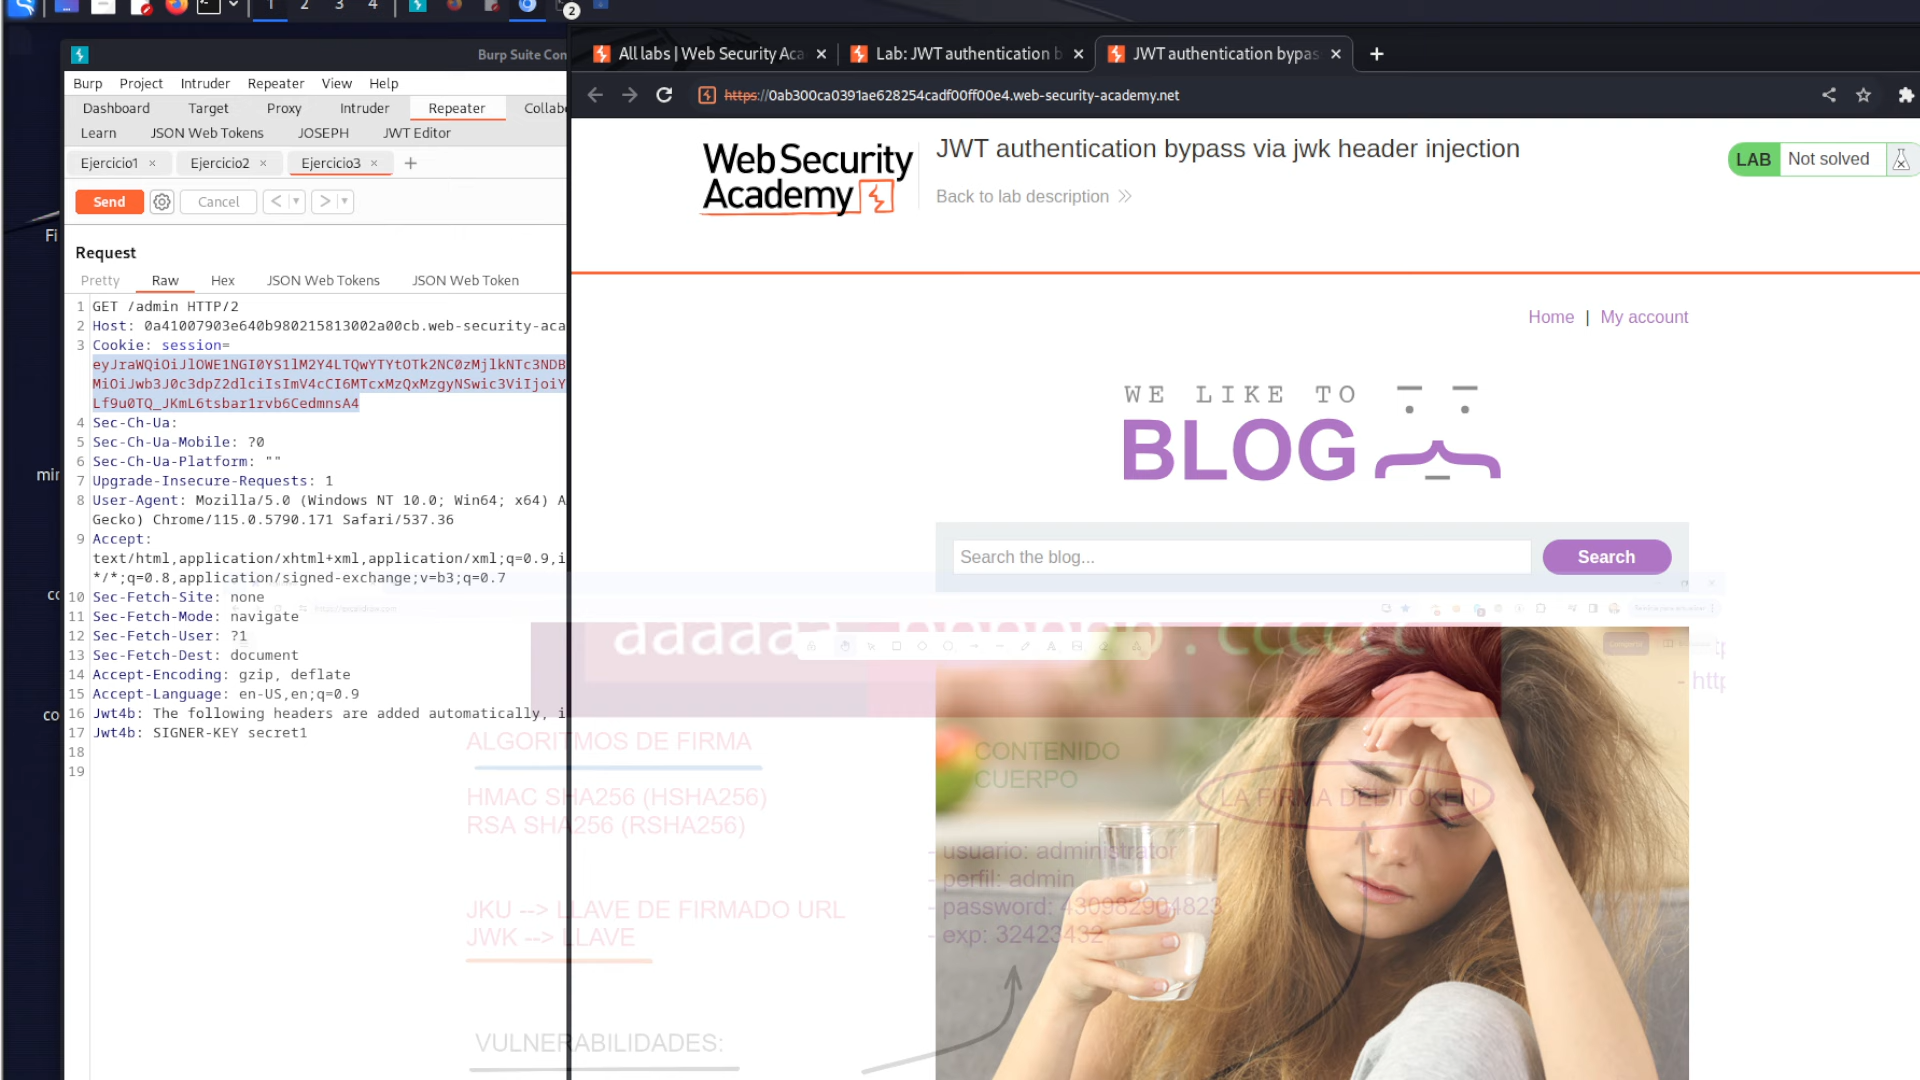 1 2 3 4
2
Burp Suite Con
Burp Project Intruder Repeater View Help
Dashboard Target Proxy Intruder Repeater Collab
Learn JSON Web Tokens JOSEPH JWT Editor
Ejercicio1 × Ejercicio2 × Ejercicio3 × +
Send Cancel < >
Request
Pretty Raw Hex JSON Web Tokens JSON Web Token
1 GET /admin HTTP/2
2 Host: 0a41007903e640b980215813002a00cb.web-security-aca
3 Cookie: session=
eyJraWQiOiJlOWE1NGI0YS1lM2Y4LTQwYTYtOTk2NC0zMjlkNTc3NDB
MiOiJwb3J0c3dpZ2dlciIsImV4cCI6MTcxMzQxMzgyNSwic3ViIjoiY
Lf9u0TQ_JKmL6tsbar1rvb6CedmnsA4
4 Sec-Ch-Ua:
5 Sec-Ch-Ua-Mobile: ?0
6 Sec-Ch-Ua-Platform: ""
7 Upgrade-Insecure-Requests: 1
8 User-Agent: Mozilla/5.0 (Windows NT 10.0; Win64; x64) A
Gecko) Chrome/115.0.5790.171 Safari/537.36
9 Accept:
text/html,application/xhtml+xml,application/xml;q=0.9,i
*/*;q=0.8,application/signed-exchange;v=b3;q=0.7
10 Sec-Fetch-Site: none
11 Sec-Fetch-Mode: navigate
12 Sec-Fetch-User: ?1
13 Sec-Fetch-Dest: document
14 Accept-Encoding: gzip, deflate
15 Accept-Language: en-US,en;q=0.9
16 Jwt4b: The following headers are added automatically, i
17 Jwt4b: SIGNER-KEY secret1
18
19
All labs | Web Security Aca × Lab: JWT authentication b × JWT authentication bypas × +
https://0ab300ca0391ae628254cadf00ff00e4.web-security-academy.net
Web Security
Academy
JWT authentication bypass via jwk header injection
Back to lab description
LAB Not solved
Home | My account
WE LIKE TO
BLOG
Search the blog...
Search
aaaaaa
.cccccc
- http
ALGORITMOS DE FIRMA
HMAC SHA256 (HSHA256)
RSA SHA256 (RSHA256)
JKU --> LLAVE DE FIRMADO URL
JWK --> LLAVE
VULNERABILIDADES:
CONTENIDO
CUERPO
- usuario: administrator
- perfil: admin
- password: 430982904823
- exp: 32423432
LA FIRMA DEL TOKEN